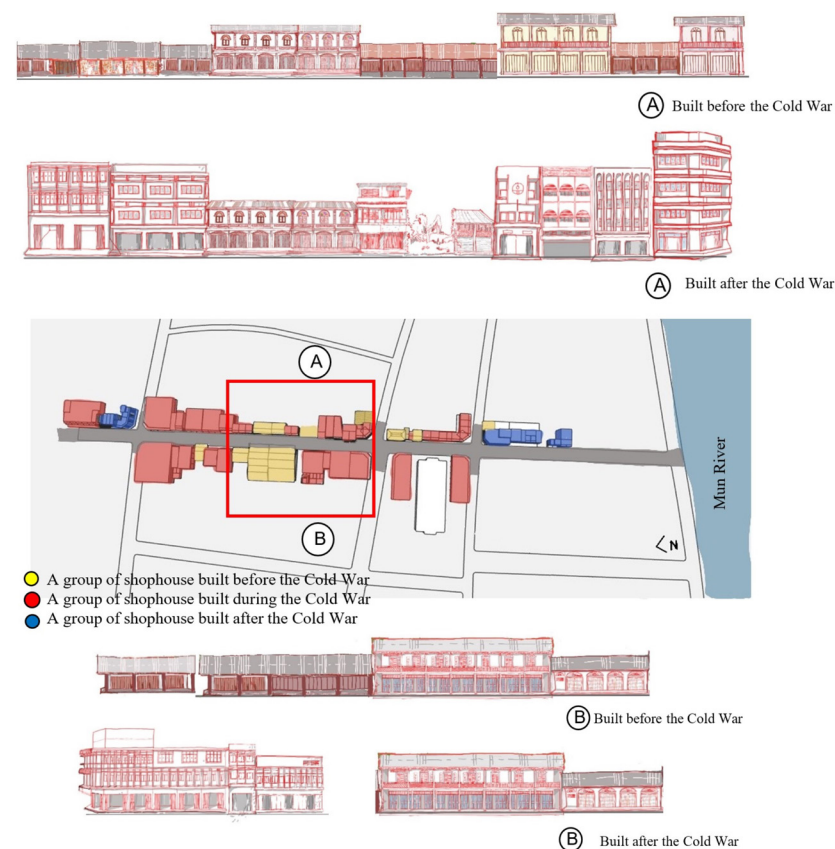 A Built before the Cold War
A Built after the Cold War
A
Mun River
B
N
A group of shophouse built before the Cold War
A group of shophouse built during the Cold War
A group of shophouse built after the Cold War
B Built before the Cold War
B Built after the Cold War